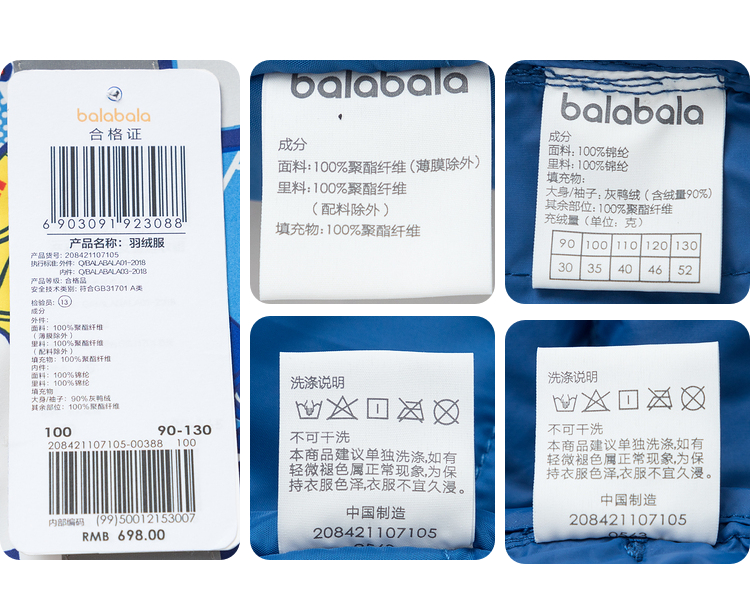 balabala
合格证
6 903091 923088
产品名称：羽绒服
产品货号：208421107105
执行标准:外件：Q/BALABALA01-2018
内件：Q/BALABALA03-2018
产品等级：合格品
安全技术类别：符合GB31701 A类
检验员：13
成分
外件：
面料：100%聚酯纤维
（薄膜除外）
里料：100%聚酯纤维
（配料除外）
填充物：100%聚酯纤维
内件：
面料：100%锦纶
里料：100%锦纶
填充物
大身/袖子：90%灰鸭绒
其余部位：100%聚酯纤维
100 90-130
208421107105-00388 100
内部编码 (99)50012153007
RMB 698.00
balabala
成分
面料：100%聚酯纤维（薄膜除外）
里料：100%聚酯纤维
（配料除外）
填充物：100%聚酯纤维
balabala
成分
面料：100%锦纶
里料：100%锦纶
填充物：
大身/袖子：灰鸭绒（含绒量90%）
其余部位：100%聚酯纤维
充绒量（单位：克）
90 100 110 120 130
30 35 40 46 52
洗涤说明
不可干洗
本商品建议单独洗涤,如有
轻微褪色属正常现象,为保
持衣服色泽,衣服不宜久浸。
中国制造
208421107105
洗涤说明
不可干洗
本商品建议单独洗涤,如有
轻微褪色属正常现象,为保
持衣服色泽,衣服不宜久浸。
中国制造
208421107105